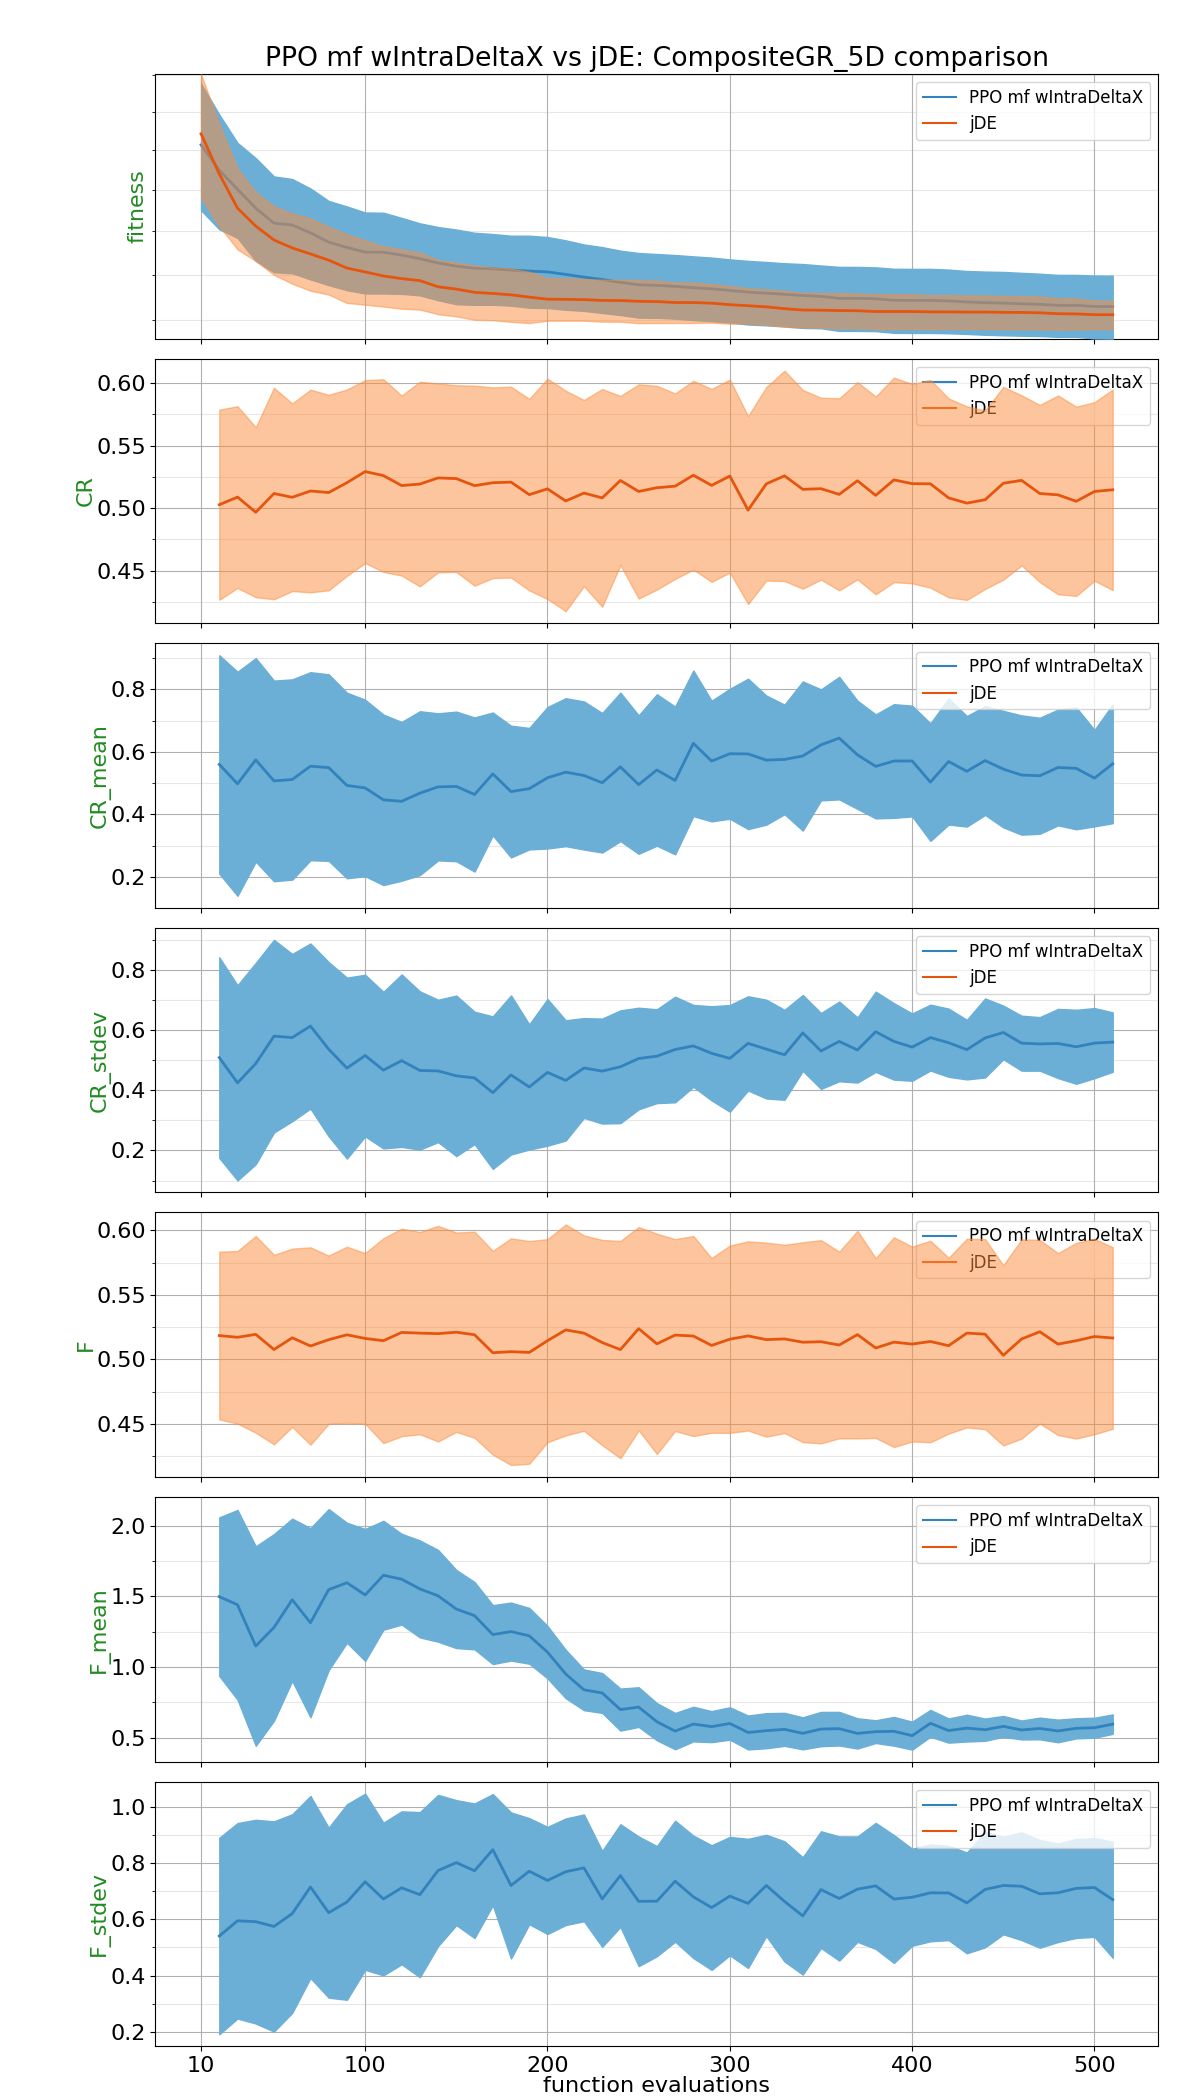 PPO mf wIntraDeltaX vs jDE: CompositeGR_5D comparison
fitness
PPO mf wIntraDeltaX
jDE
CR
0.60
0.55
0.50
0.45
PPO mf wIntraDeltaX
jDE
CR_mean
0.8
0.6
0.4
0.2
PPO mf wIntraDeltaX
jDE
CR_stdev
0.8
0.6
0.4
0.2
PPO mf wIntraDeltaX
jDE
F
0.60
0.55
0.50
0.45
PPO mf wIntraDeltaX
jDE
F_mean
2.0
1.5
1.0
0.5
PPO mf wIntraDeltaX
jDE
F_stdev
1.0
0.8
0.6
0.4
0.2
PPO mf wIntraDeltaX
jDE
10 100 200 300 400 500
function evaluations